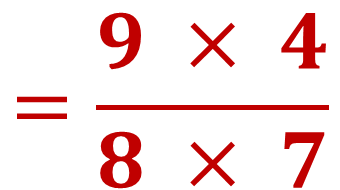 9 × 4
=
8 × 7